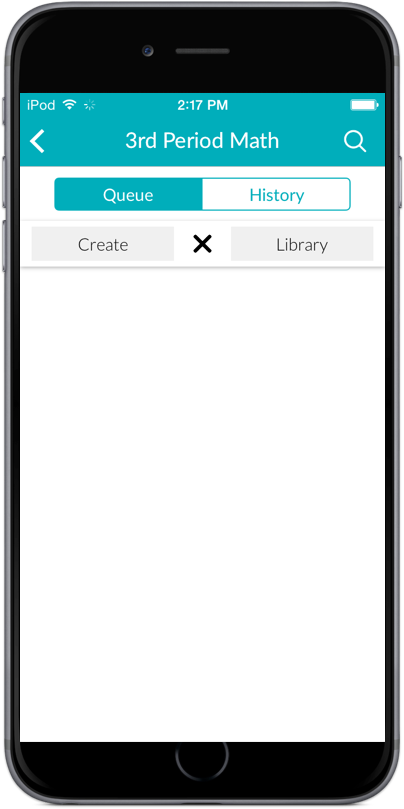 iPod 2:17 PM
3rd Period Math
Queue History
Create Library